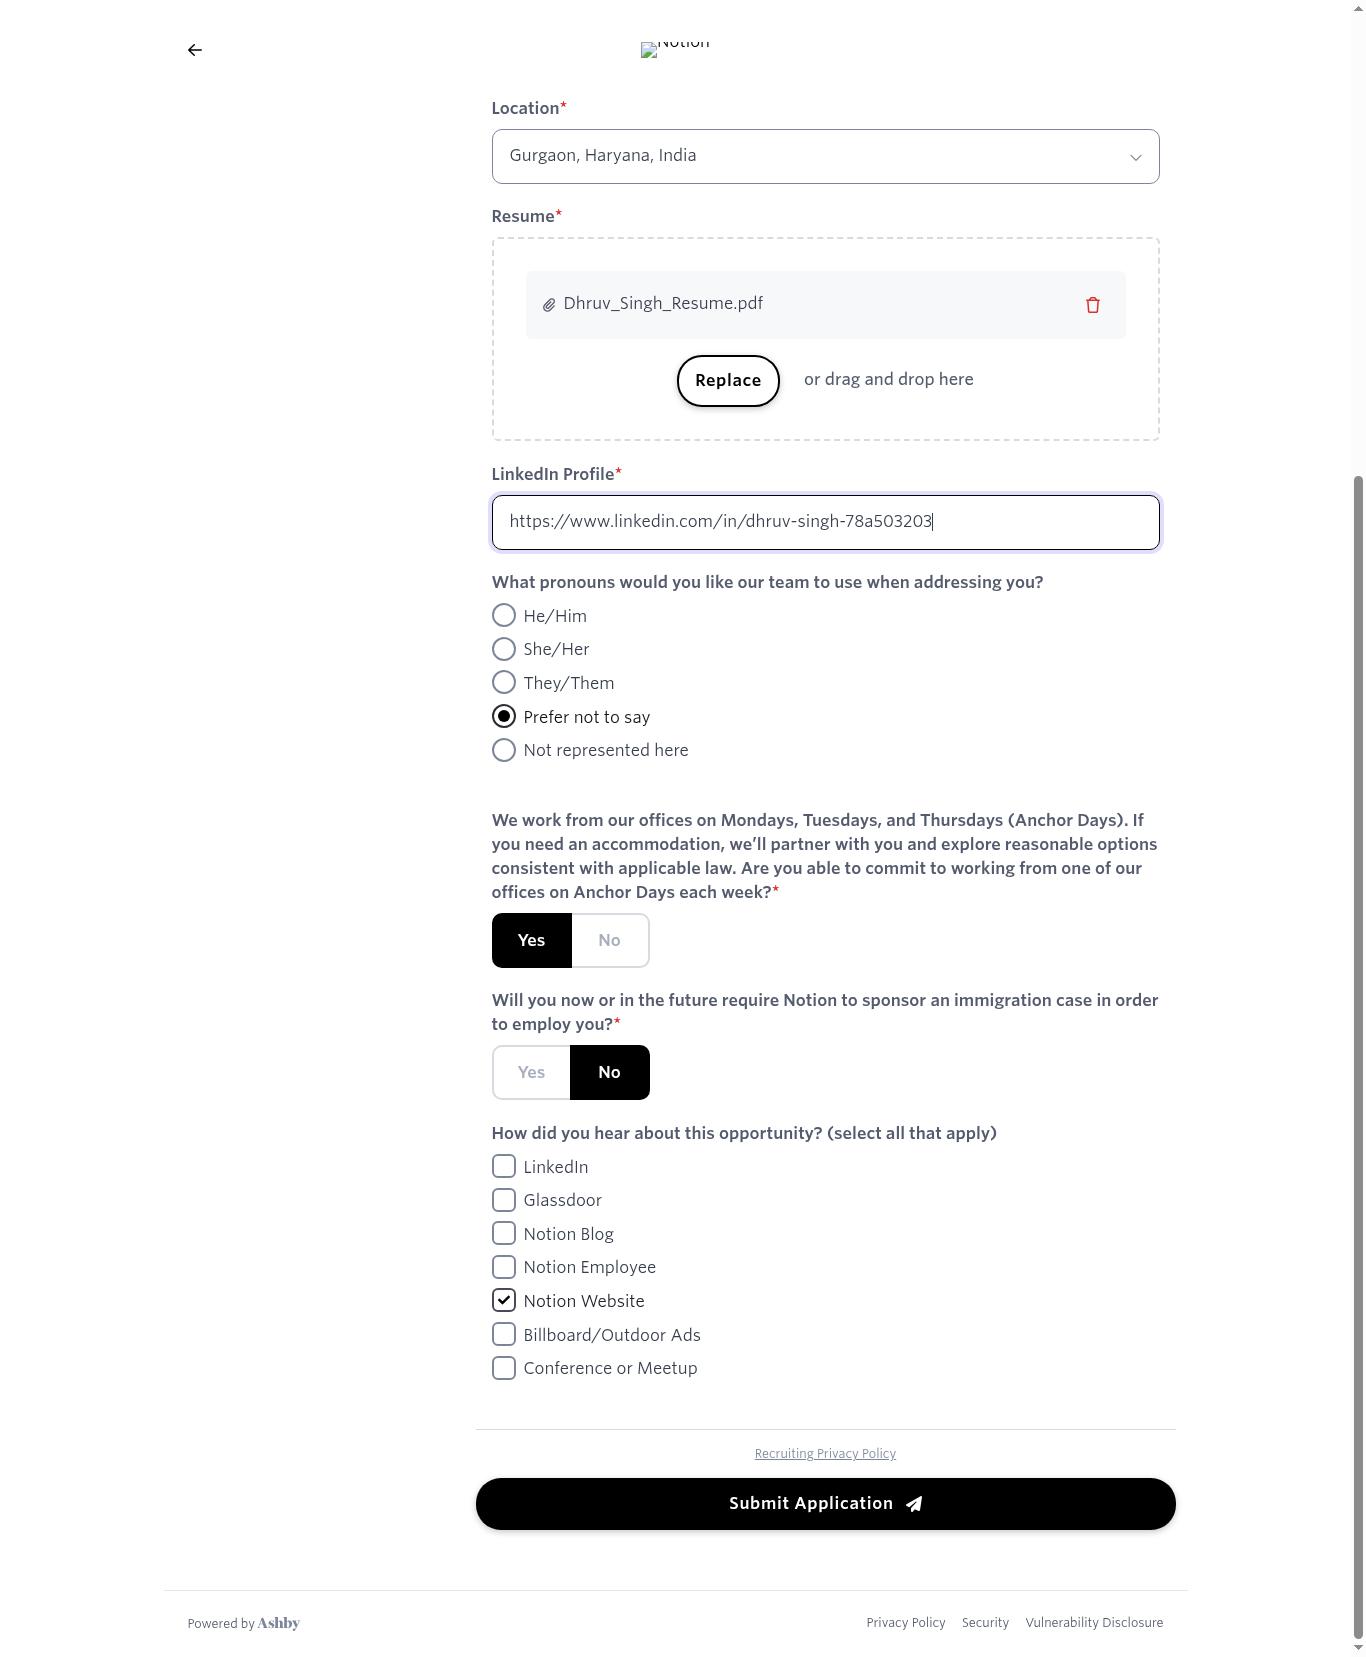 Notion
Location*
Gurgaon, Haryana, India
Resume*
Dhruv_Singh_Resume.pdf
Replace
or drag and drop here
LinkedIn Profile*
https://www.linkedin.com/in/dhruv-singh-78a503203
What pronouns would you like our team to use when addressing you?
He/Him
She/Her
They/Them
Prefer not to say
Not represented here
We work from our offices on Mondays, Tuesdays, and Thursdays (Anchor Days). If
you need an accommodation, we’ll partner with you and explore reasonable options
consistent with applicable law. Are you able to commit to working from one of our
offices on Anchor Days each week?*
Yes No
Will you now or in the future require Notion to sponsor an immigration case in order
to employ you?*
Yes No
How did you hear about this opportunity? (select all that apply)
LinkedIn
Glassdoor
Notion Blog
Notion Employee
Notion Website
Billboard/Outdoor Ads
Conference or Meetup
Recruiting Privacy Policy
Submit Application
Powered by Ashby
Privacy Policy Security Vulnerability Disclosure